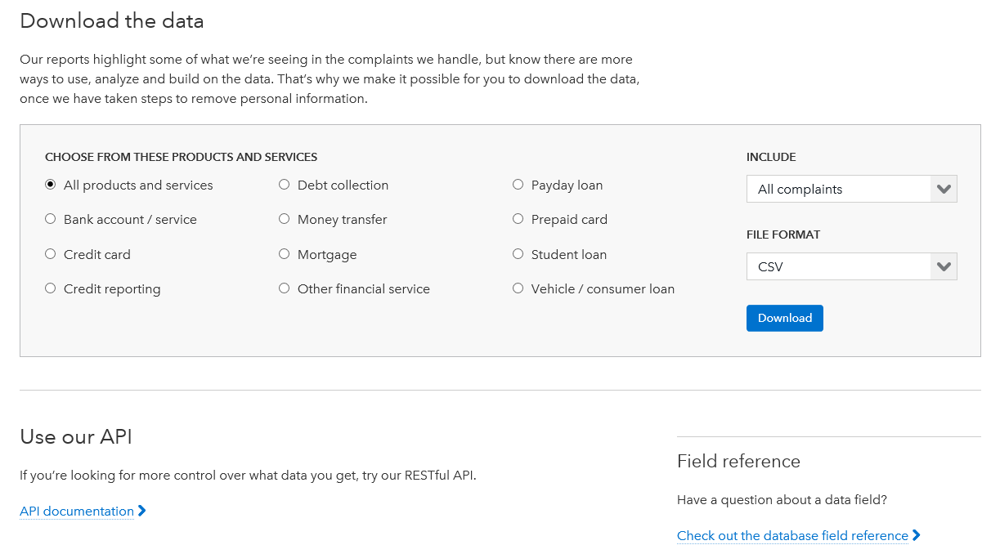 Download the data
Our reports highlight some of what we’re seeing in the complaints we handle, but know there are more
ways to use, analyze and build on the data. That’s why we make it possible for you to download the data,
once we have taken steps to remove personal information.
CHOOSE FROM THESE PRODUCTS AND SERVICES
All products and services
Bank account / service
Credit card
Credit reporting
Debt collection
Money transfer
Mortgage
Other financial service
Payday loan
Prepaid card
Student loan
Vehicle / consumer loan
INCLUDE
All complaints
FILE FORMAT
CSV
Download
Use our API
If you’re looking for more control over what data you get, try our RESTful API.
API documentation
Field reference
Have a question about a data field?
Check out the database field reference